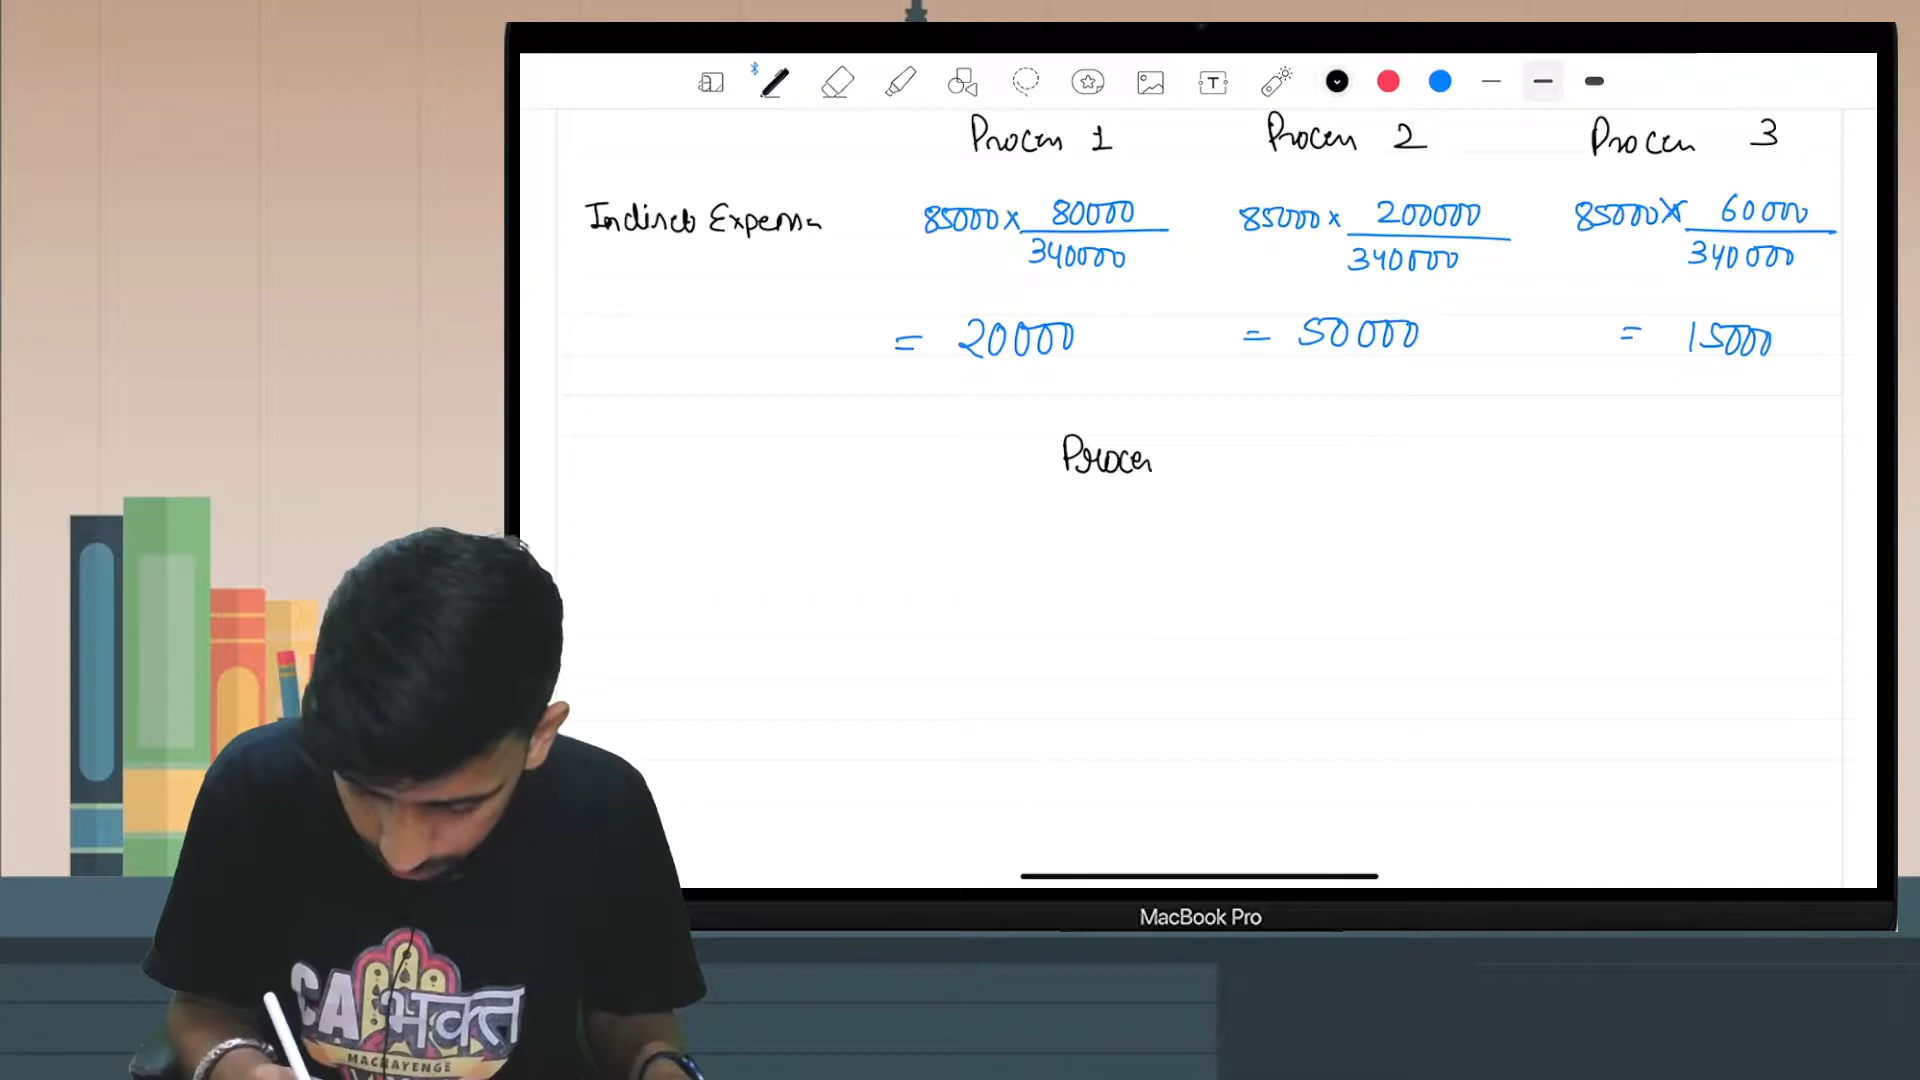 Process 1 Process 2 Process 3
Indirect Expenses 85000 × 80000 / 340000 85000 × 200000 / 340000 85000 × 60000 / 340000
= 20000 = 50000 = 15000
Proces
MacBook Pro
CA भक्त
MACHAYENGE